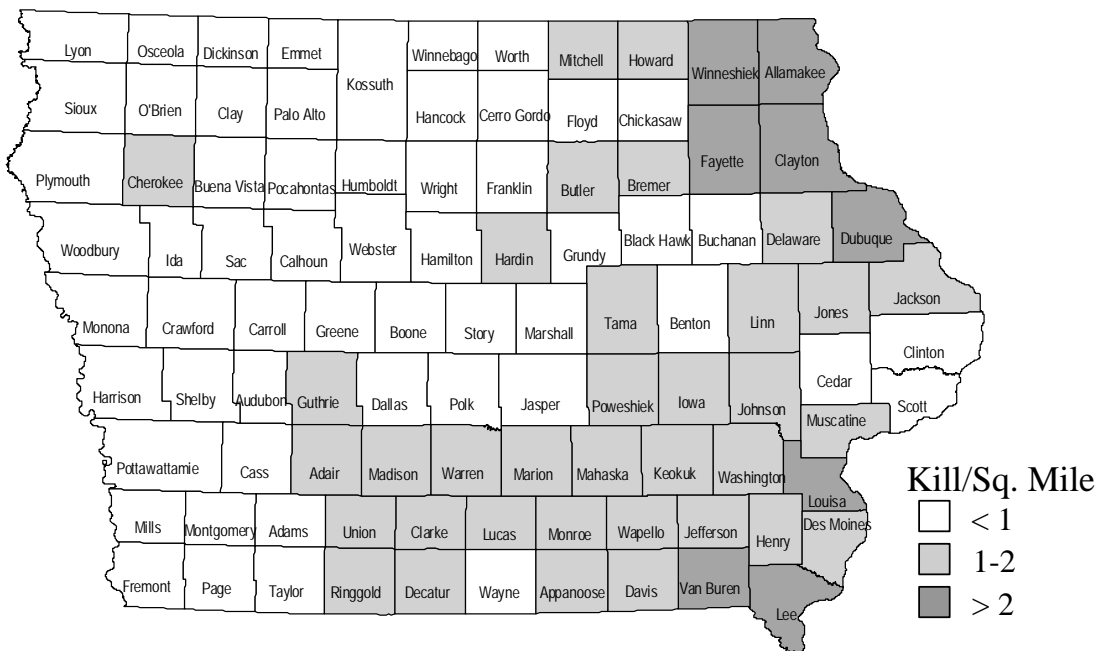 Lyon Osceola Dickinson Emmet Winnebago Worth Mitchell Howard Winneshiek Allamakee
Kossuth
Sioux O'Brien Clay Palo Alto Hancock Cerro Gordo Floyd Chickasaw
Plymouth Cherokee Buena Vista Pocahontas Humboldt Wright Franklin Butler Bremer Fayette Clayton
Woodbury Ida Sac Calhoun Webster Hamilton Hardin Grundy Black Hawk Buchanan Delaware Dubuque
Monona Crawford Carroll Greene Boone Story Marshall Tama Benton Linn Jones Jackson
Clinton
Harrison Shelby Audubon Guthrie Dallas Polk Jasper Poweshiek Iowa Johnson Cedar Scott
Muscatine
Pottawattamie Cass Adair Madison Warren Marion Mahaska Keokuk Washington Louisa
Mills Montgomery Adams Union Clarke Lucas Monroe Wapello Jefferson Henry Des Moines
Fremont Page Taylor Ringgold Decatur Wayne Appanoose Davis Van Buren Lee
Kill/Sq. Mile
< 1
1-2
> 2